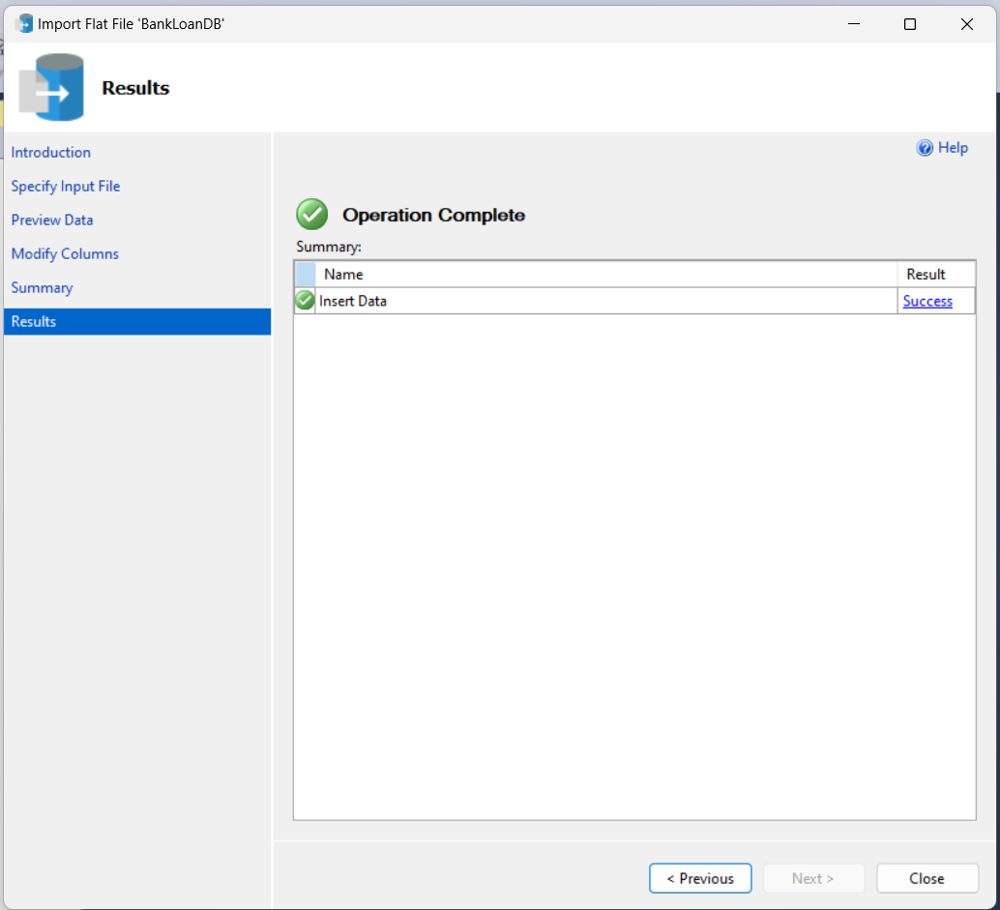 Import Flat File 'BankLoanDB'
Results
Introduction
Specify Input File
Preview Data
Modify Columns
Summary
Results
Help
Operation Complete
Summary:
Name Result
Insert Data Success
< Previous Next > Close